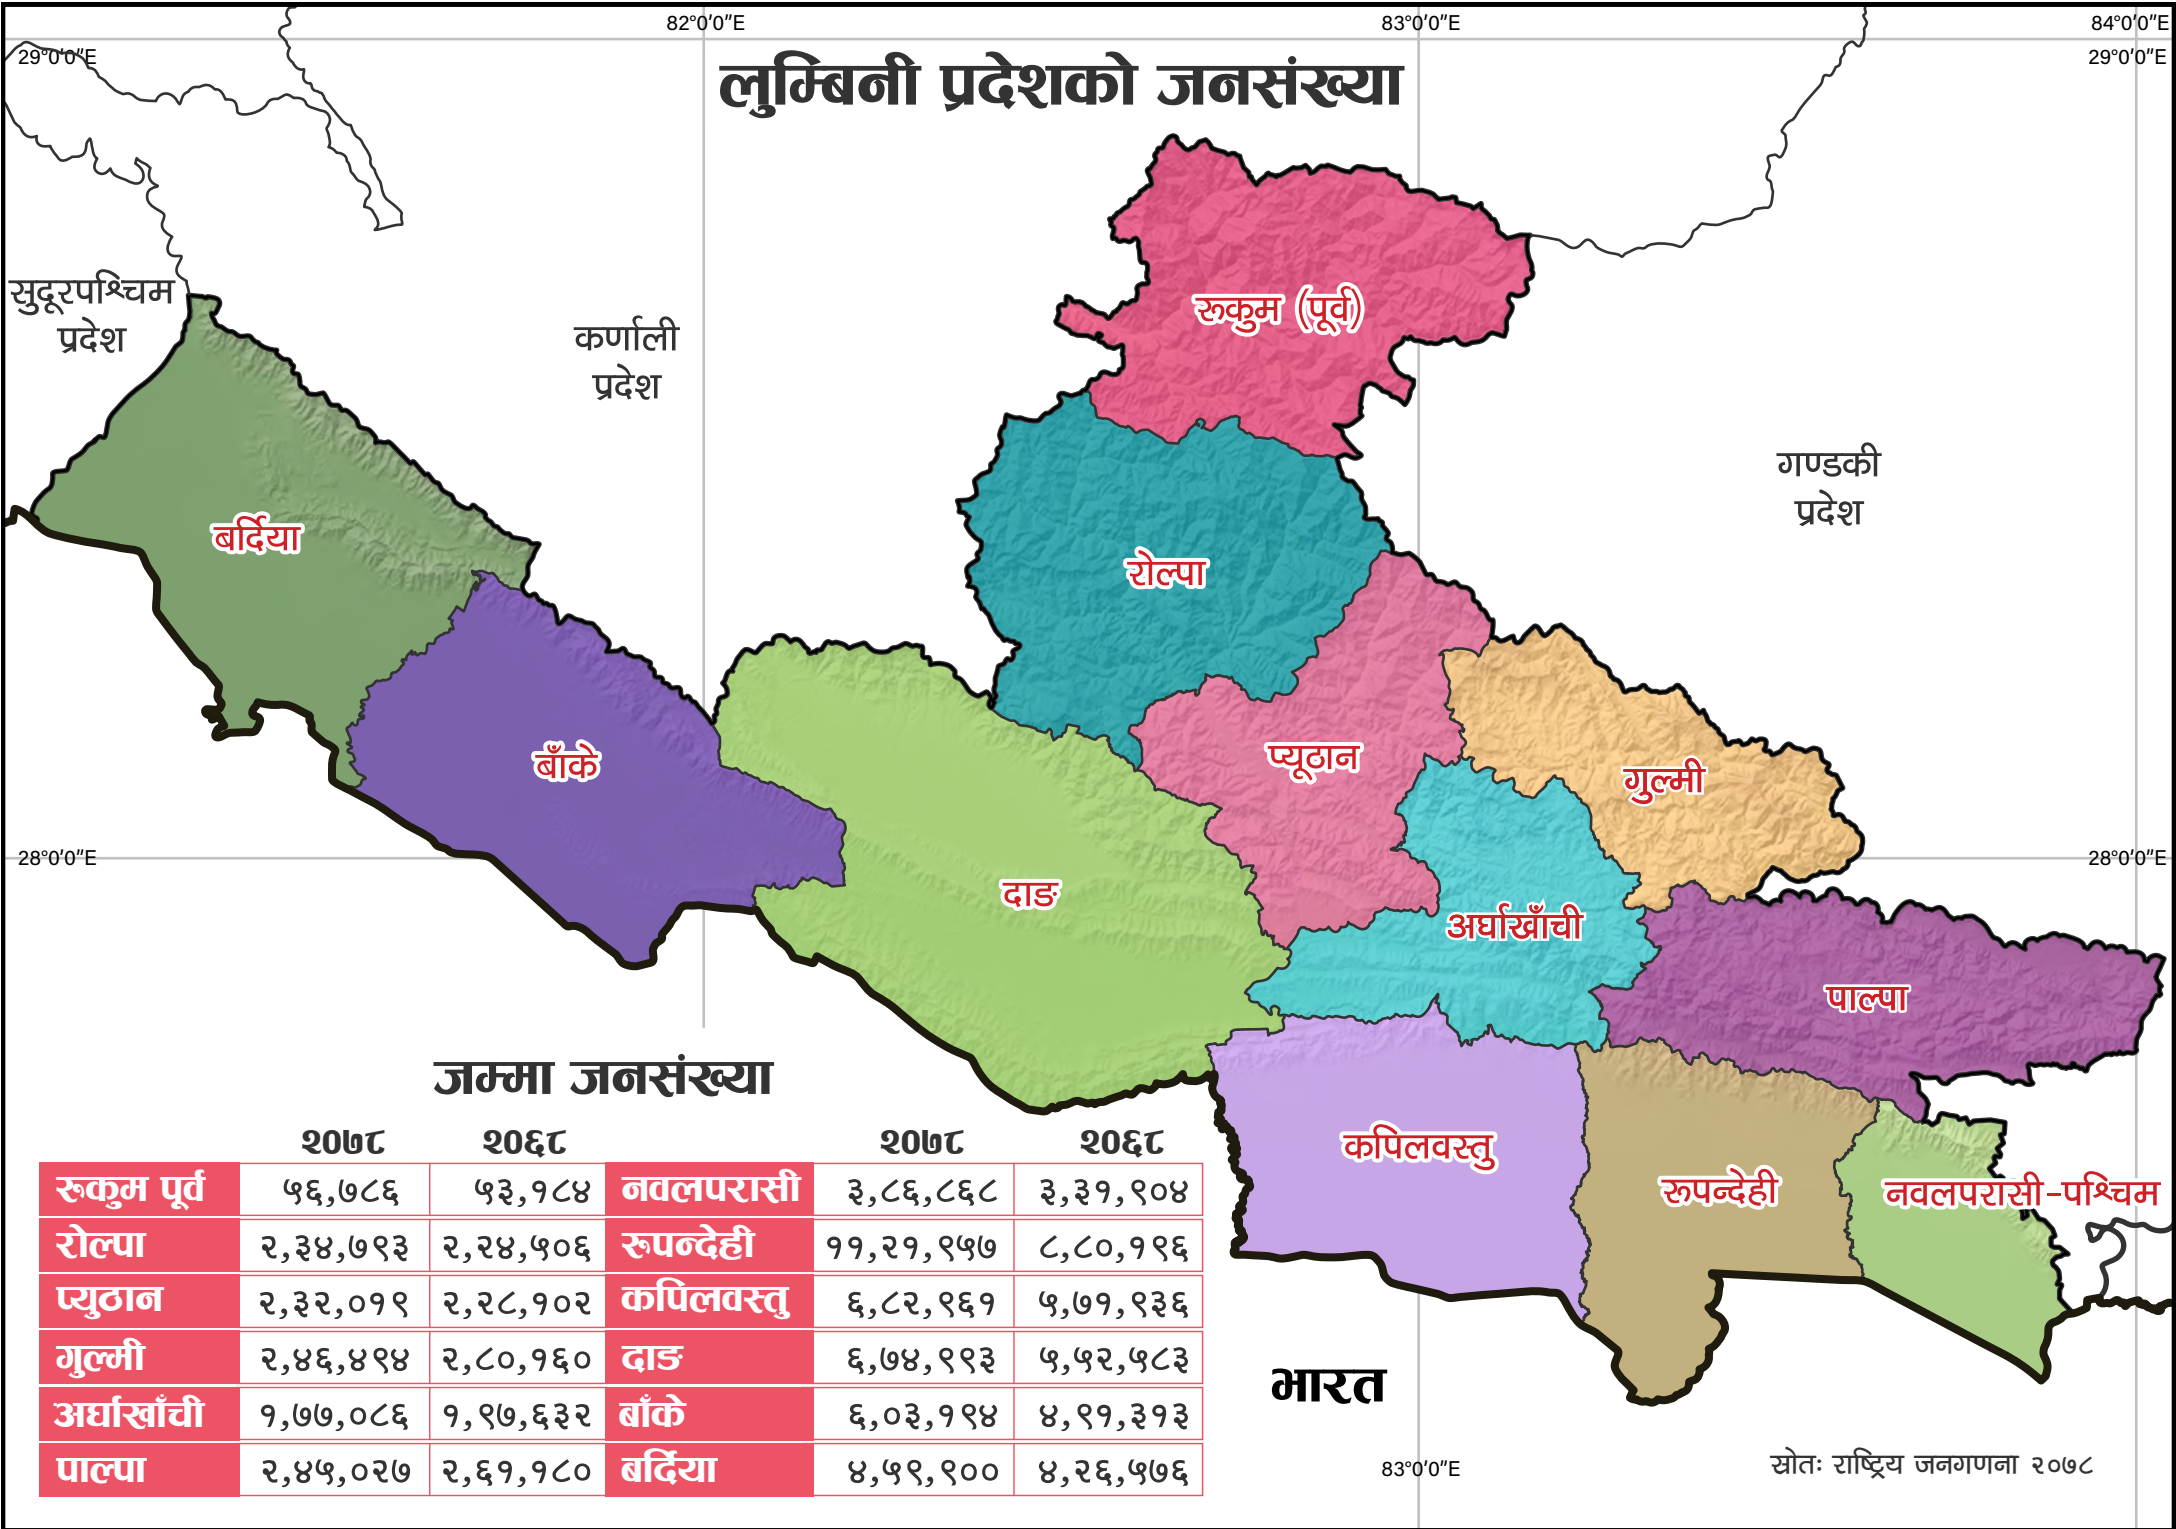 82°0'0"E
83°0'0"E
84°0'0"E
29°0'0"E
29°0'0"E
लुम्बिनी प्रदेशको जनसंख्या
सुदूरपश्चिम
प्रदेश
कर्णाली
प्रदेश
रुकुम (पूर्व)
गण्डकी
प्रदेश
बर्दिया
रोल्पा
बाँके
प्यूठान
गुल्मी
28°0'0"E
28°0'0"E
दाङ
अर्घाखाँची
पाल्पा
कपिलवस्तु
रुपन्देही
नवलपरासी-पश्चिम
जम्मा जनसंख्या
२०७८ २०६८ २०७८ २०६८
रुकुम पूर्व ५६,७८६ ५३,१८४ नवलपरासी ३,८६,८६८ ३,३१,९०४
रोल्पा २,३४,७९३ २,२४,५०६ रुपन्देही ११,२१,९५७ ८,८०,१९६
प्युठान २,३२,०१९ २,२८,१०२ कपिलवस्तु ६,८२,९६१ ५,७१,९३६
गुल्मी २,४६,४९४ २,८०,१६० दाङ ६,७४,९९३ ५,५२,५८३
अर्घाखाँची १,७७,०८६ १,९७,६३२ बाँके ६,०३,१९४ ४,९१,३१३
पाल्पा २,४५,०२७ २,६१,१८० बर्दिया ४,५९,९०० ४,२६,५७६
भारत
83°0'0"E
स्रोतः राष्ट्रिय जनगणना २०७८